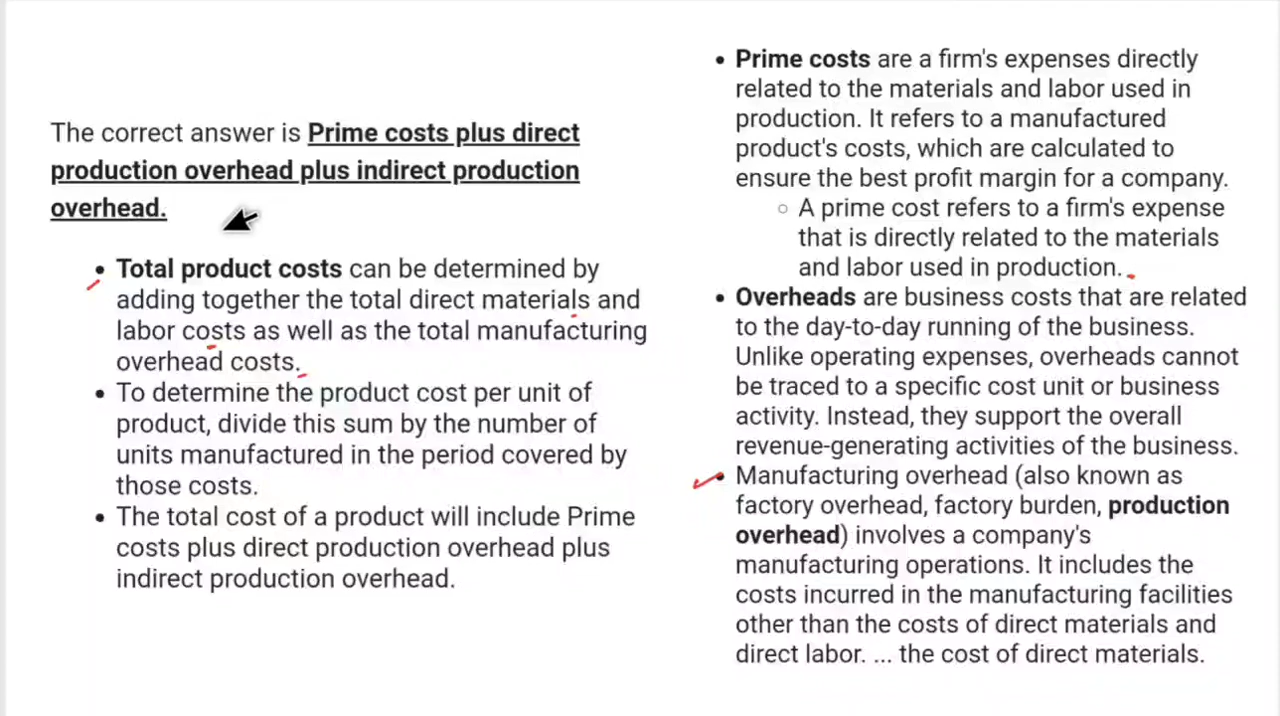 The correct answer is Prime costs plus direct
production overhead plus indirect production
overhead.
• Total product costs can be determined by
adding together the total direct materials and
labor costs as well as the total manufacturing
overhead costs.
• To determine the product cost per unit of
product, divide this sum by the number of
units manufactured in the period covered by
those costs.
• The total cost of a product will include Prime
costs plus direct production overhead plus
indirect production overhead.
• Prime costs are a firm's expenses directly
related to the materials and labor used in
production. It refers to a manufactured
product's costs, which are calculated to
ensure the best profit margin for a company.
○ A prime cost refers to a firm's expense
that is directly related to the materials
and labor used in production.
• Overheads are business costs that are related
to the day-to-day running of the business.
Unlike operating expenses, overheads cannot
be traced to a specific cost unit or business
activity. Instead, they support the overall
revenue-generating activities of the business.
• Manufacturing overhead (also known as
factory overhead, factory burden, production
overhead) involves a company's
manufacturing operations. It includes the
costs incurred in the manufacturing facilities
other than the costs of direct materials and
direct labor. ... the cost of direct materials.